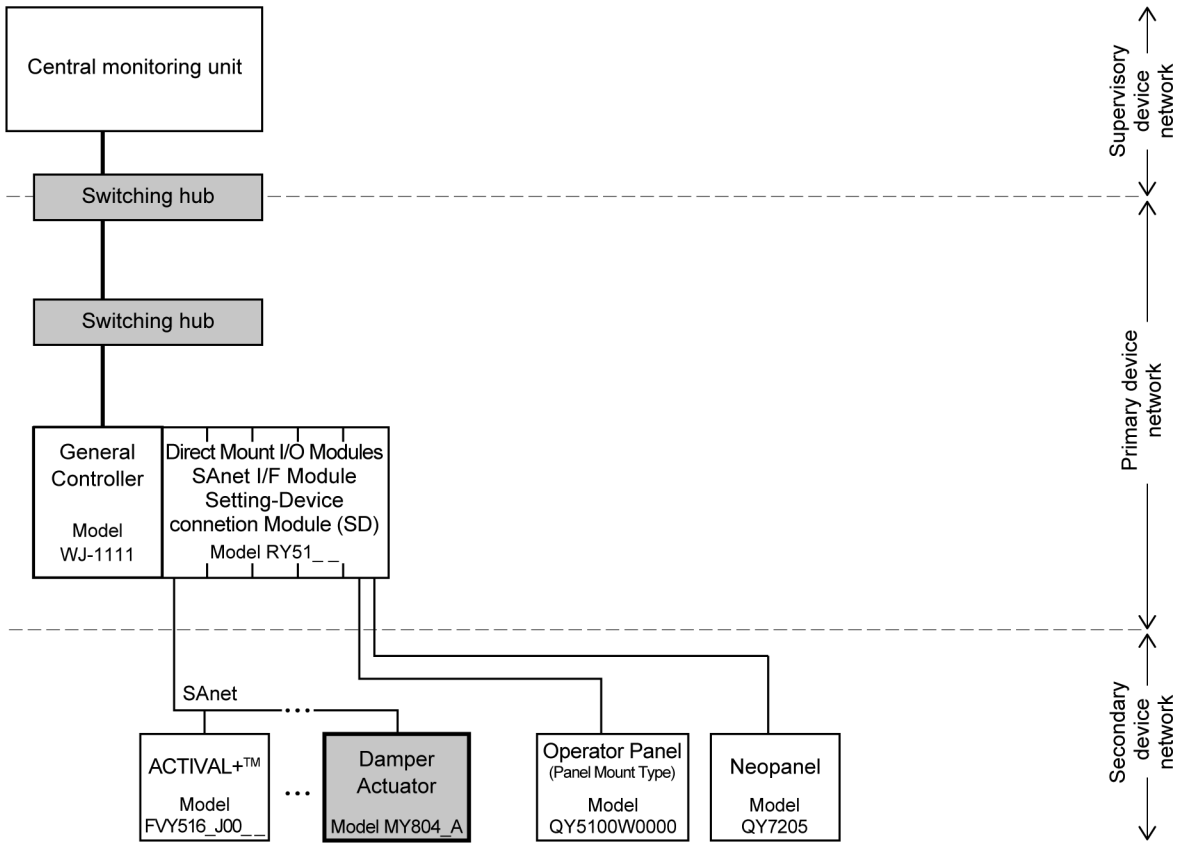 Central monitoring unit
Supervisory
device
network
Switching hub
Switching hub
Primary device
network
General
Controller
Model
WJ-1111
Direct Mount I/O Modules
SAnet I/F Module
Setting-Device
connetion Module (SD)
Model RY51_ _
SAnet
...
ACTIVAL+™
Model
FVY516_J00_ _
...
Damper
Actuator
Model MY804_A
Operator Panel
(Panel Mount Type)
Model
QY5100W0000
Neopanel
Model
QY7205
Secondary
device
network